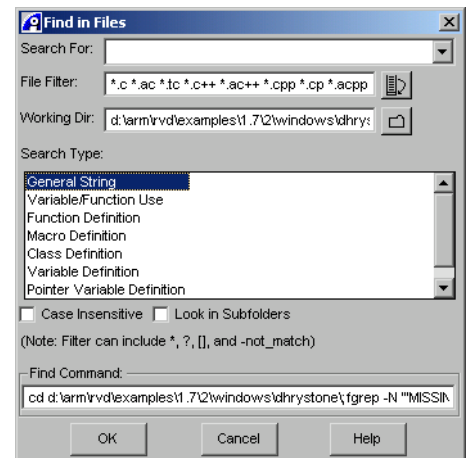 Find in Files
Search For:
File Filter: *.c *.ac *.tc *.c++ *.ac++ *.cpp *.cp *.acpp
Working Dir: d:\arm\rvd\examples\1.7\2\windows\dhrys
Search Type:
General String
Variable/Function Use
Function Definition
Macro Definition
Class Definition
Variable Definition
Pointer Variable Definition
Case Insensitive Look in Subfolders
(Note: Filter can include *, ?, [], and -not_match)
Find Command:
cd d:\arm\rvd\examples\1.7\2\windows\dhrystone\; fgrep -N "'MISSIN
OK Cancel Help